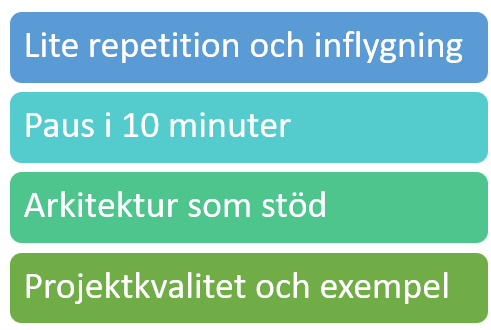 Lite repetition och inflygning
Paus i 10 minuter
Arkitektur som stöd
Projektkvalitet och exempel